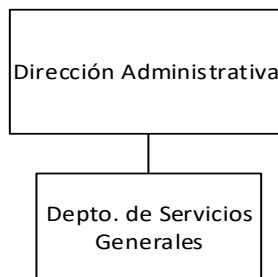 Dirección Administrativa
Depto. de Servicios
Generales